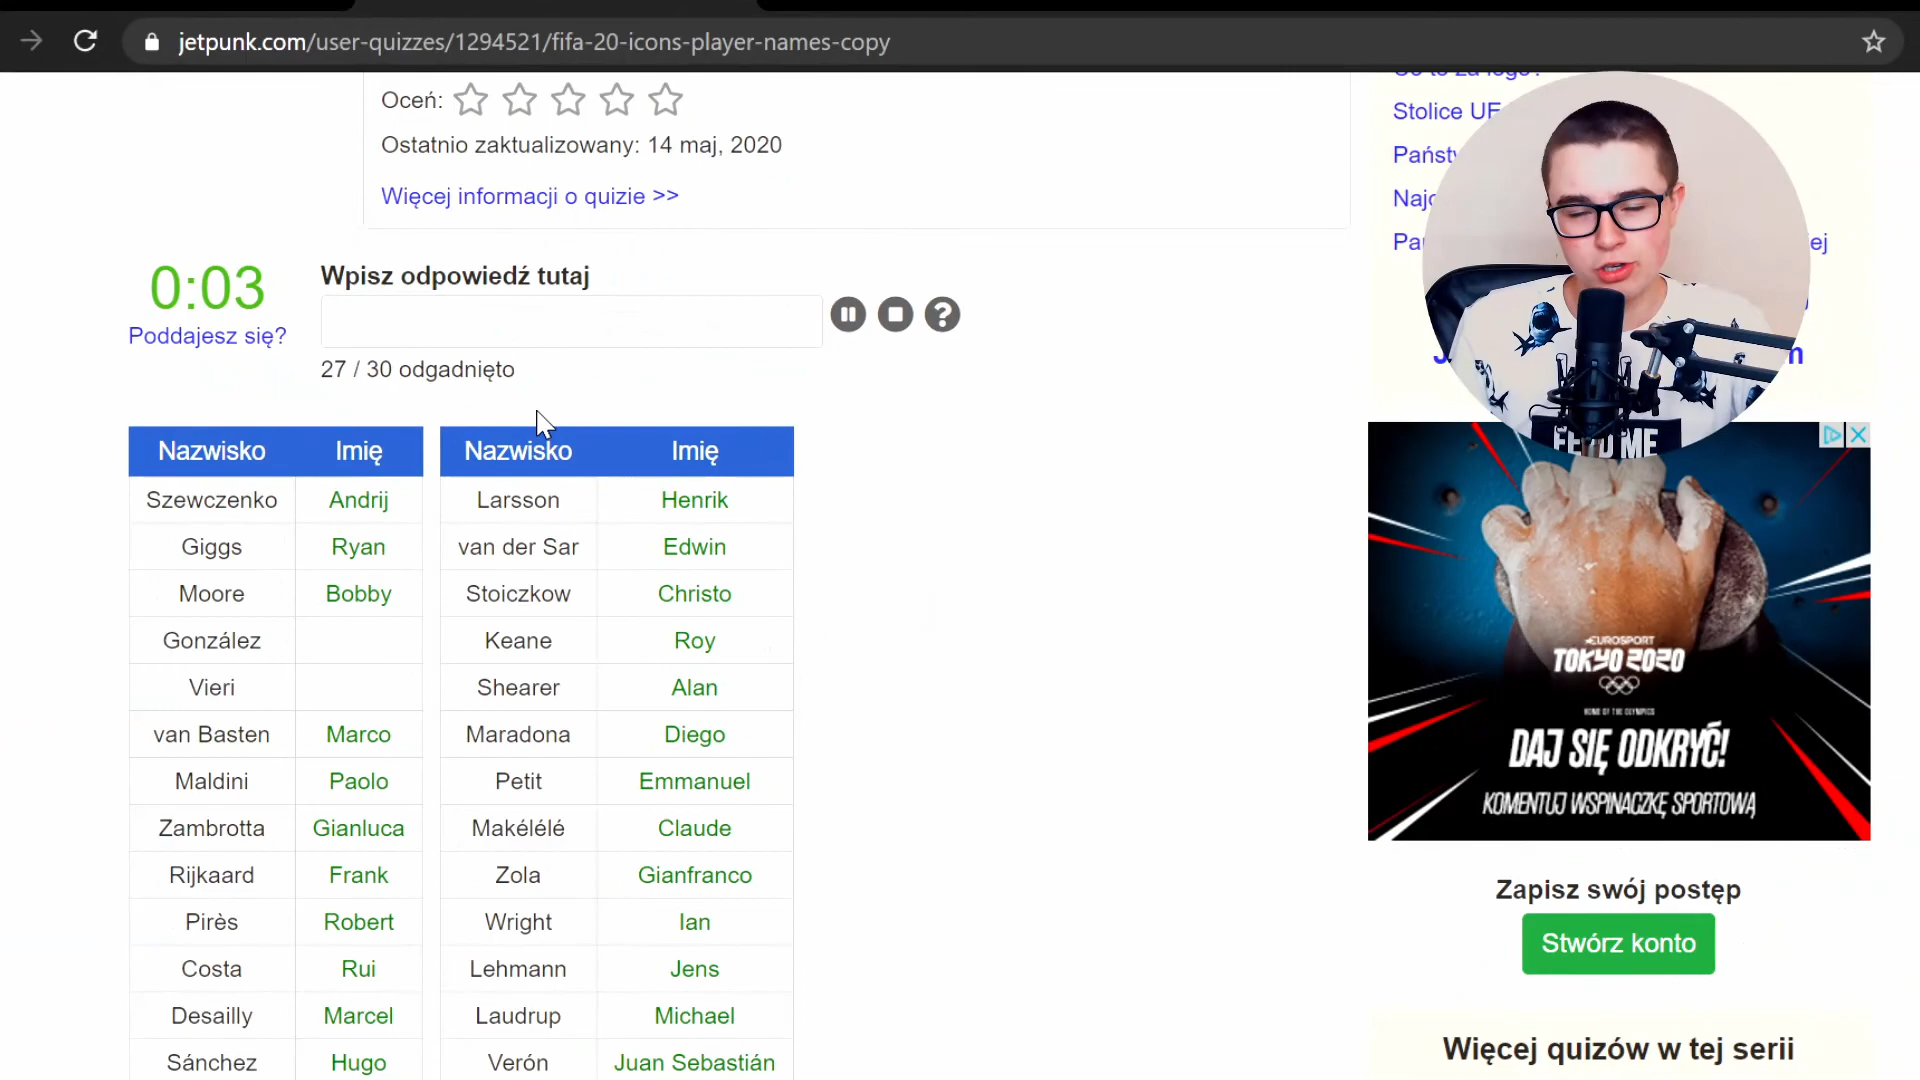 jetpunk.com/user-quizzes/1294521/fifa-20-icons-player-names-copy
Oceń:
Ostatnio zaktualizowany: 14 maj, 2020
Więcej informacji o quizie >>
Stolice UE
0:03
Poddajesz się?
Wpisz odpowiedź tutaj
27 / 30 odgadnięto
Nazwisko Imię Nazwisko Imię
Szewczenko Andrij Larsson Henrik
Giggs Ryan van der Sar Edwin
Moore Bobby Stoiczkow Christo
González Keane Roy
Vieri Shearer Alan
van Basten Marco Maradona Diego
Maldini Paolo Petit Emmanuel
Zambrotta Gianluca Makélélé Claude
Rijkaard Frank Zola Gianfranco
Pirès Robert Wright Ian
Costa Rui Lehmann Jens
Desailly Marcel Laudrup Michael
Sánchez Hugo Verón Juan Sebastián
EUROSPORT
TOKYO 2020
HOME OF THE OLYMPICS
DAJ SIĘ ODKRYĆ!
KOMENTUJ WSPINACZKĘ SPORTOWĄ
Zapisz swój postęp
Stwórz konto
Więcej quizów w tej serii